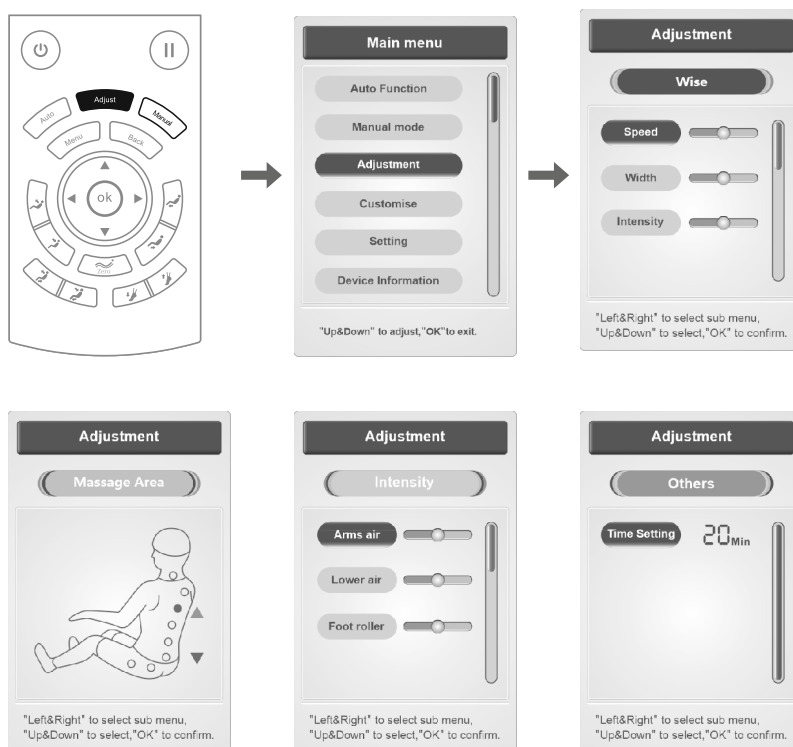 Adjust
Auto
Manual
Menu
Back
ok
Zero
Main menu
Auto Function
Manual mode
Adjustment
Customise
Setting
Device Information
"Up&Down" to adjust,"OK"to exit.
Adjustment
Wise
Speed
Width
Intensity
"Left&Right" to select sub menu,
"Up&Down" to select,"OK" to confirm.
Adjustment
Massage Area
"Left&Right" to select sub menu,
"Up&Down" to select,"OK" to confirm.
Adjustment
Intensity
Arms air
Lower air
Foot roller
"Left&Right" to select sub menu,
"Up&Down" to select,"OK" to confirm.
Adjustment
Others
Time Setting 20 Min
"Left&Right" to select sub menu,
"Up&Down" to select,"OK" to confirm.